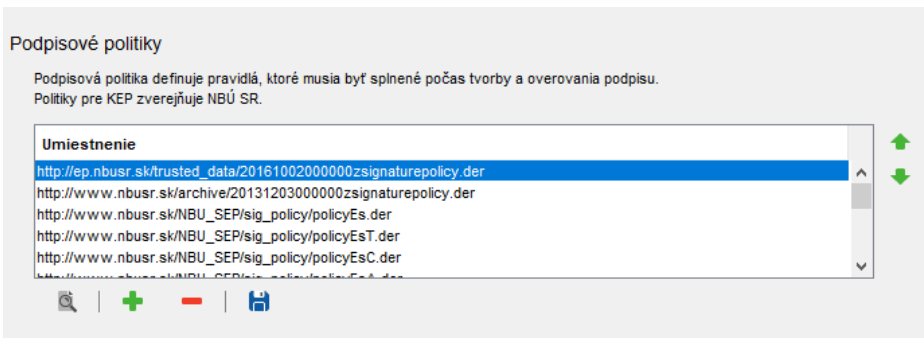 Podpisové politiky
Podpisová politika definuje pravidlá, ktoré musia byť splnené počas tvorby a overovania podpisu.
Politiky pre KEP zverejňuje NBÚ SR.
Umiestnenie
http://ep.nbusr.sk/trusted_data/20161002000000zsignaturepolicy.der
http://www.nbusr.sk/archive/20131203000000zsignaturepolicy.der
http://www.nbusr.sk/NBU_SEP/sig_policy/policyEs.der
http://www.nbusr.sk/NBU_SEP/sig_policy/policyEsT.der
http://www.nbusr.sk/NBU_SEP/sig_policy/policyEsC.der